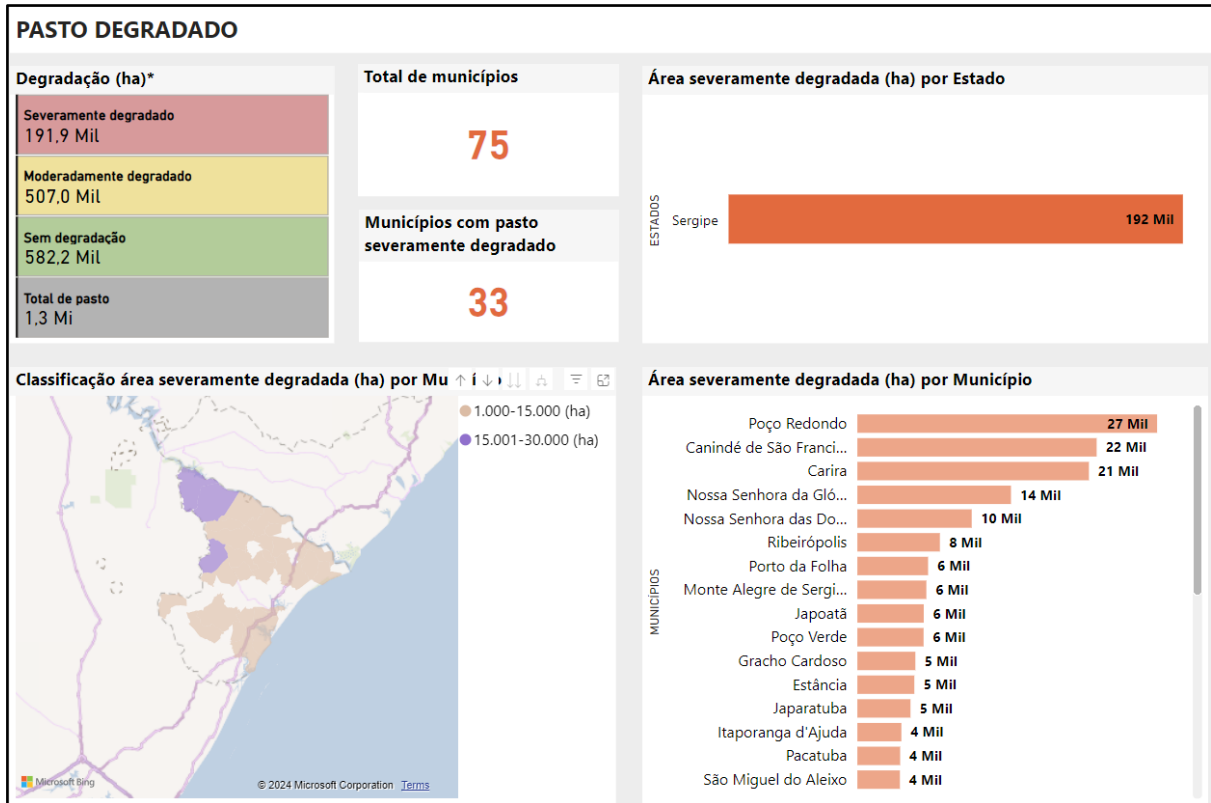 PASTO DEGRADADO
Degradação (ha)*
Severamente degradado
191,9 Mil
Moderadamente degradado
507,0 Mil
Sem degradação
582,2 Mil
Total de pasto
1,3 Mi
Total de municípios
75
Municípios com pasto
severamente degradado
33
Área severamente degradada (ha) por Estado
ESTADOS
Sergipe
192 Mil
Classificação área severamente degradada (ha) por Mu
1.000-15.000 (ha)
15.001-30.000 (ha)
Microsoft Bing
© 2024 Microsoft Corporation Terms
Área severamente degradada (ha) por Município
MUNICÍPIOS
Poço Redondo 27 Mil
Canindé de São Franci... 22 Mil
Carira 21 Mil
Nossa Senhora da Gló... 14 Mil
Nossa Senhora das Do... 10 Mil
Ribeirópolis 8 Mil
Porto da Folha 6 Mil
Monte Alegre de Sergi... 6 Mil
Japoatã 6 Mil
Poço Verde 6 Mil
Gracho Cardoso 5 Mil
Estância 5 Mil
Japaratuba 5 Mil
Itaporanga d'Ajuda 4 Mil
Pacatuba 4 Mil
São Miguel do Aleixo 4 Mil